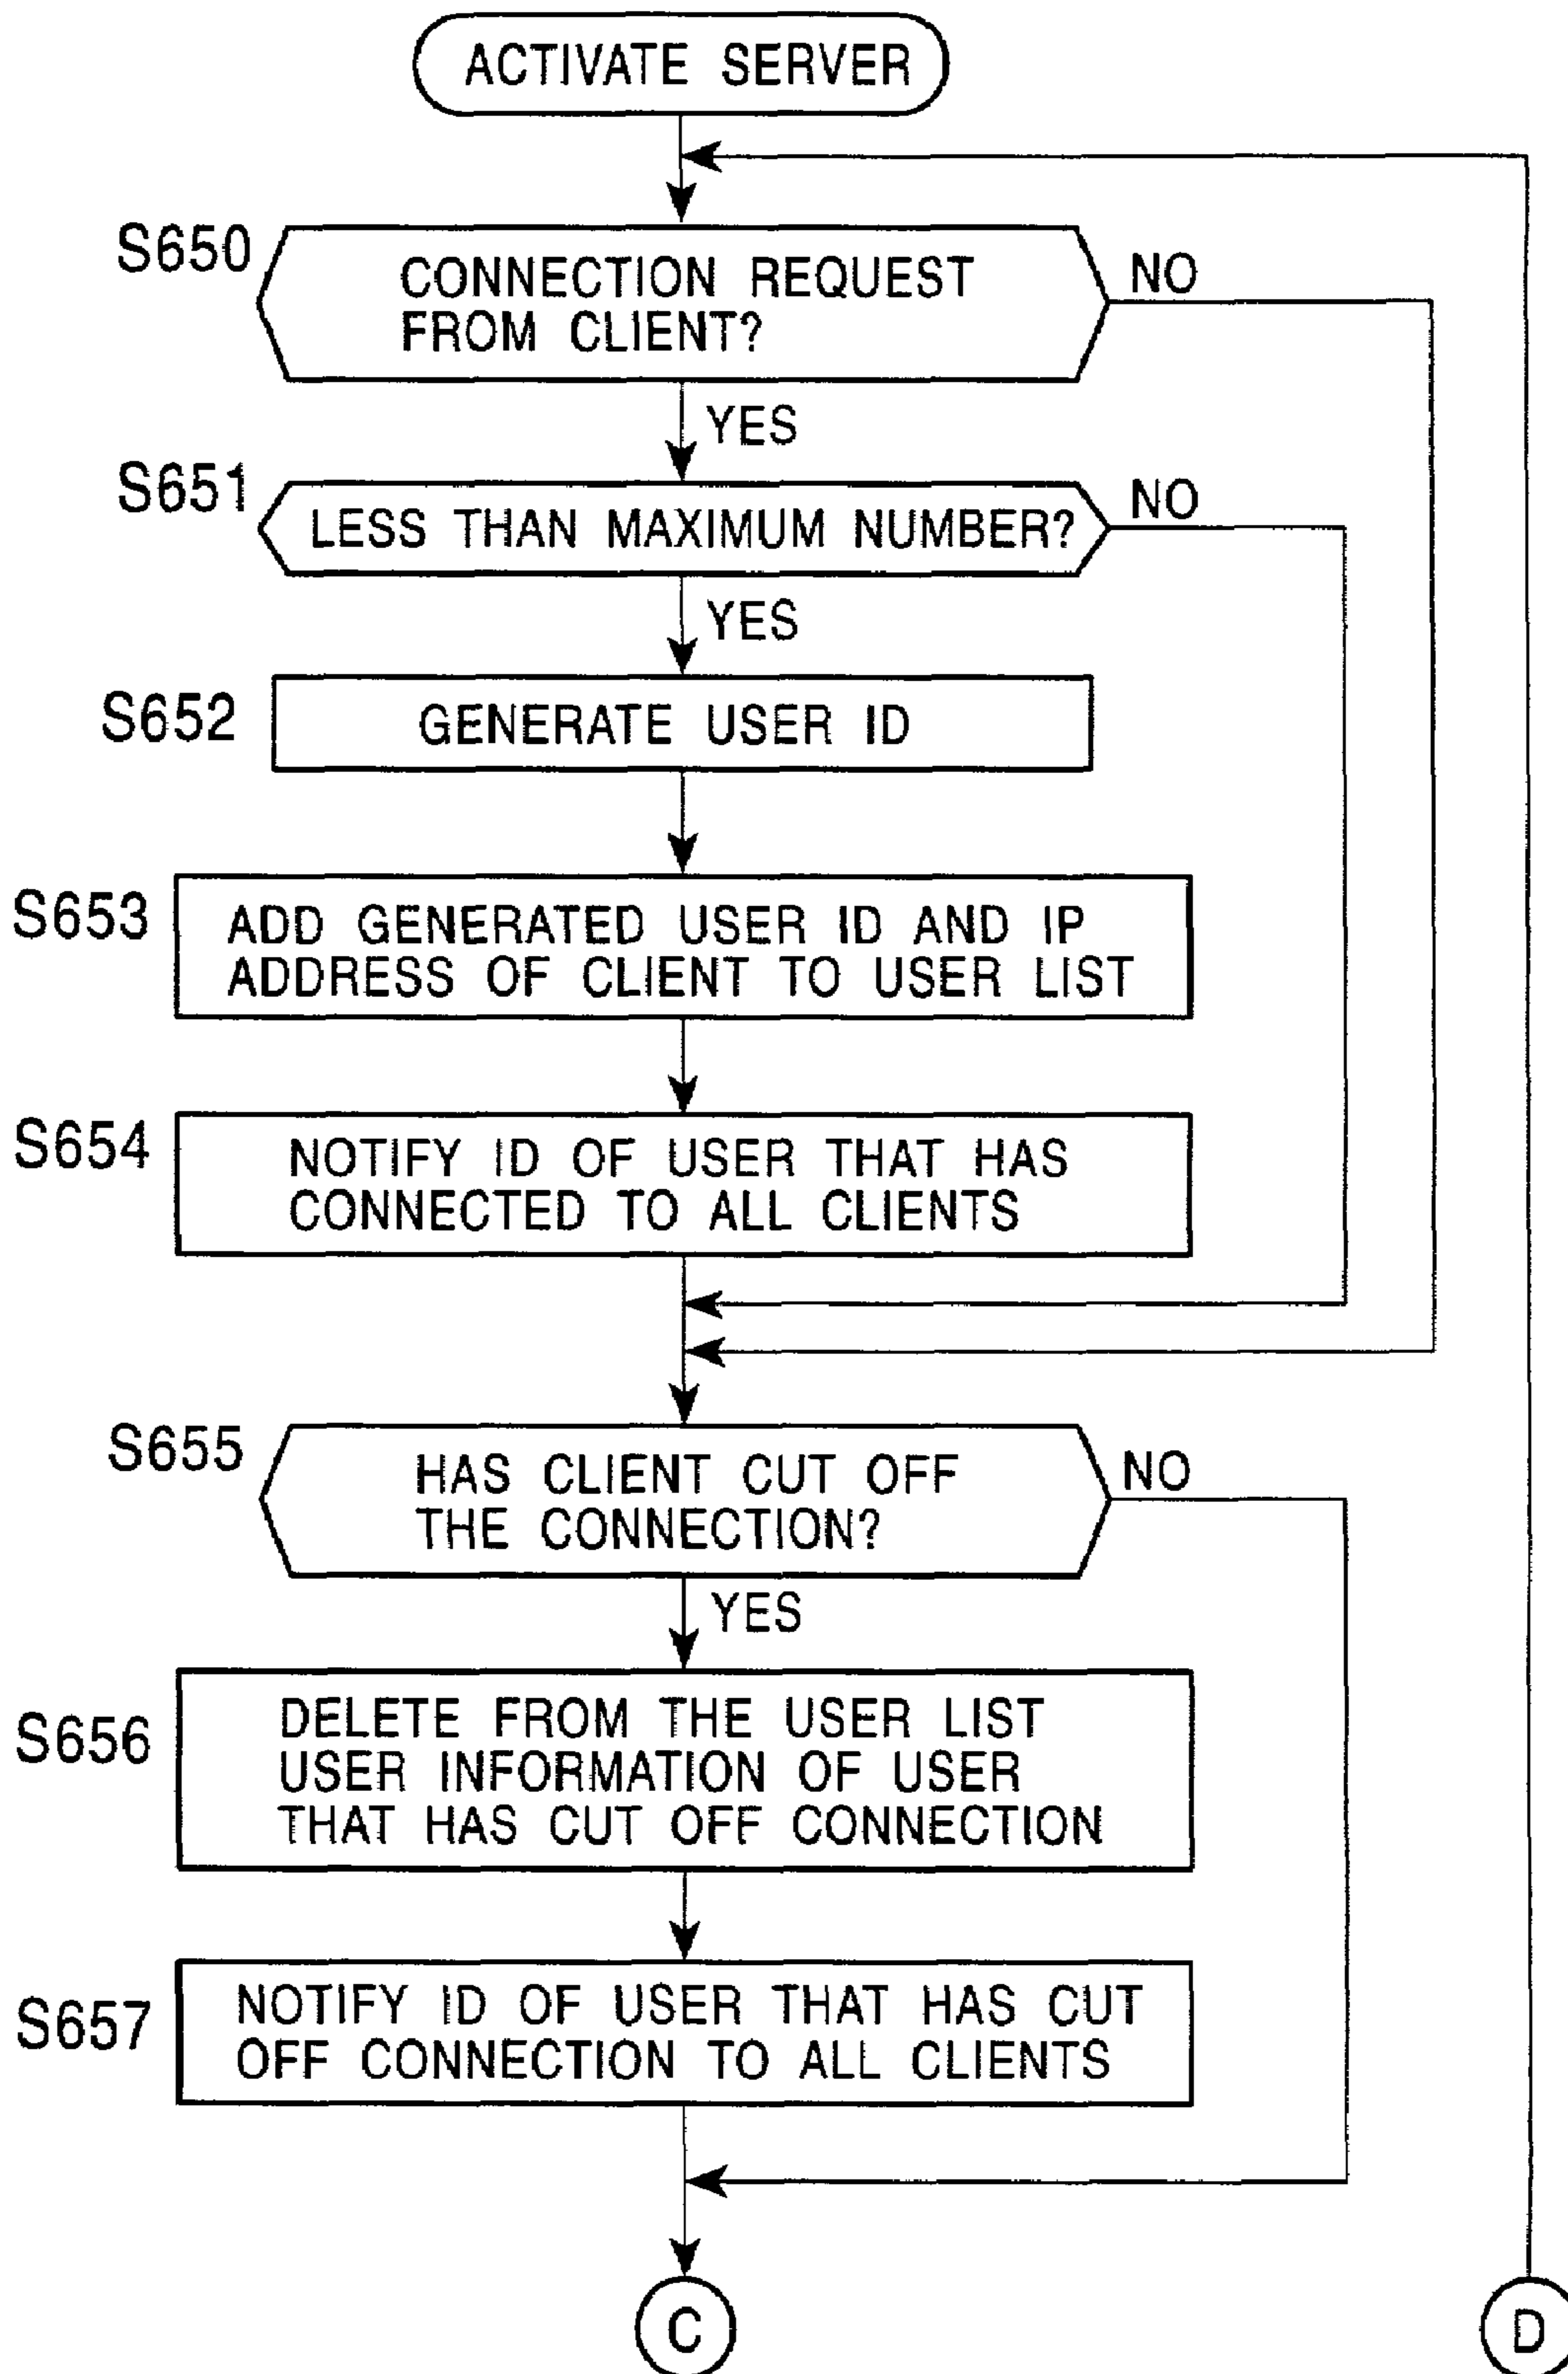 ACTIVATE SERVER
S650
CONNECTION REQUEST
FROM CLIENT?
NO
YES
S651
LESS THAN MAXIMUM NUMBER?
NO
YES
S652
GENERATE USER ID
S653
ADD GENERATED USER ID AND IP
ADDRESS OF CLIENT TO USER LIST
S654
NOTIFY ID OF USER THAT HAS
CONNECTED TO ALL CLIENTS
S655
HAS CLIENT CUT OFF
THE CONNECTION?
NO
YES
S656
DELETE FROM THE USER LIST
USER INFORMATION OF USER
THAT HAS CUT OFF CONNECTION
S657
NOTIFY ID OF USER THAT HAS CUT
OFF CONNECTION TO ALL CLIENTS
C
D